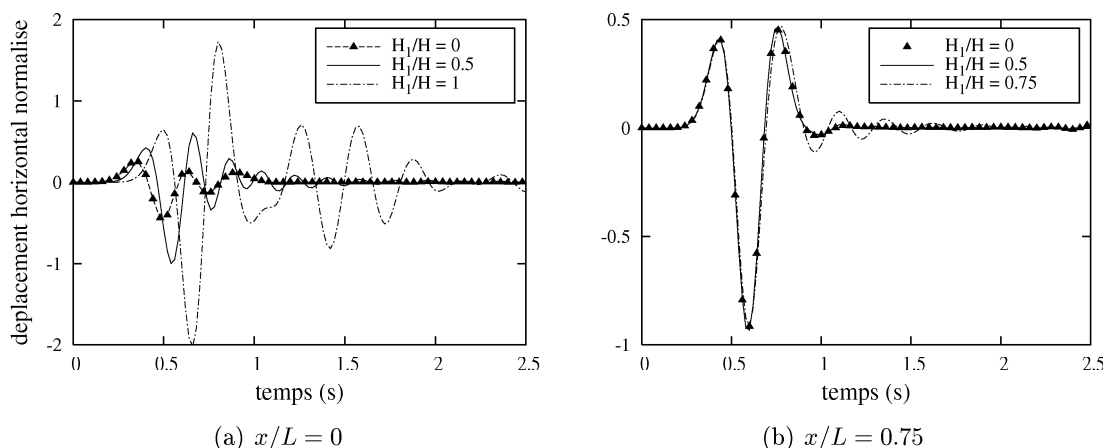 deplacement horizontal normalise
2
1
0
-1
-2
H₁/H = 0
H₁/H = 0.5
H₁/H = 1
0 0.5 1 1.5 2 2.5
temps (s)
(a) x/L = 0
0.5
0
-0.5
-1
H₁/H = 0
H₁/H = 0.5
H₁/H = 0.75
0 0.5 1 1.5 2 2.5
temps (s)
(b) x/L = 0.75